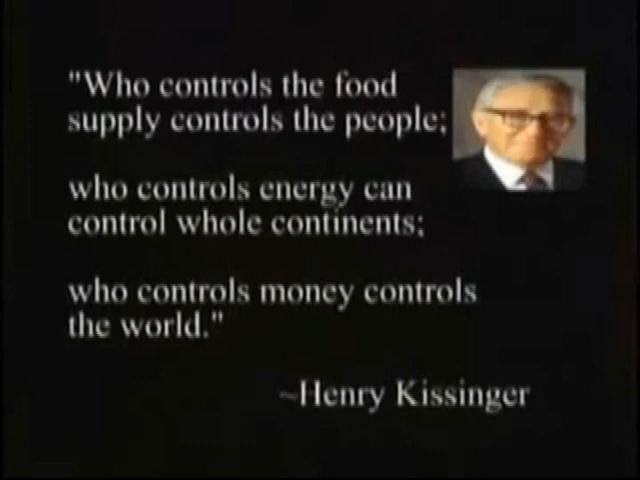 "Who controls the food
supply controls the people;
who controls energy can
control whole continents;
who controls money controls
the world."
~Henry Kissinger